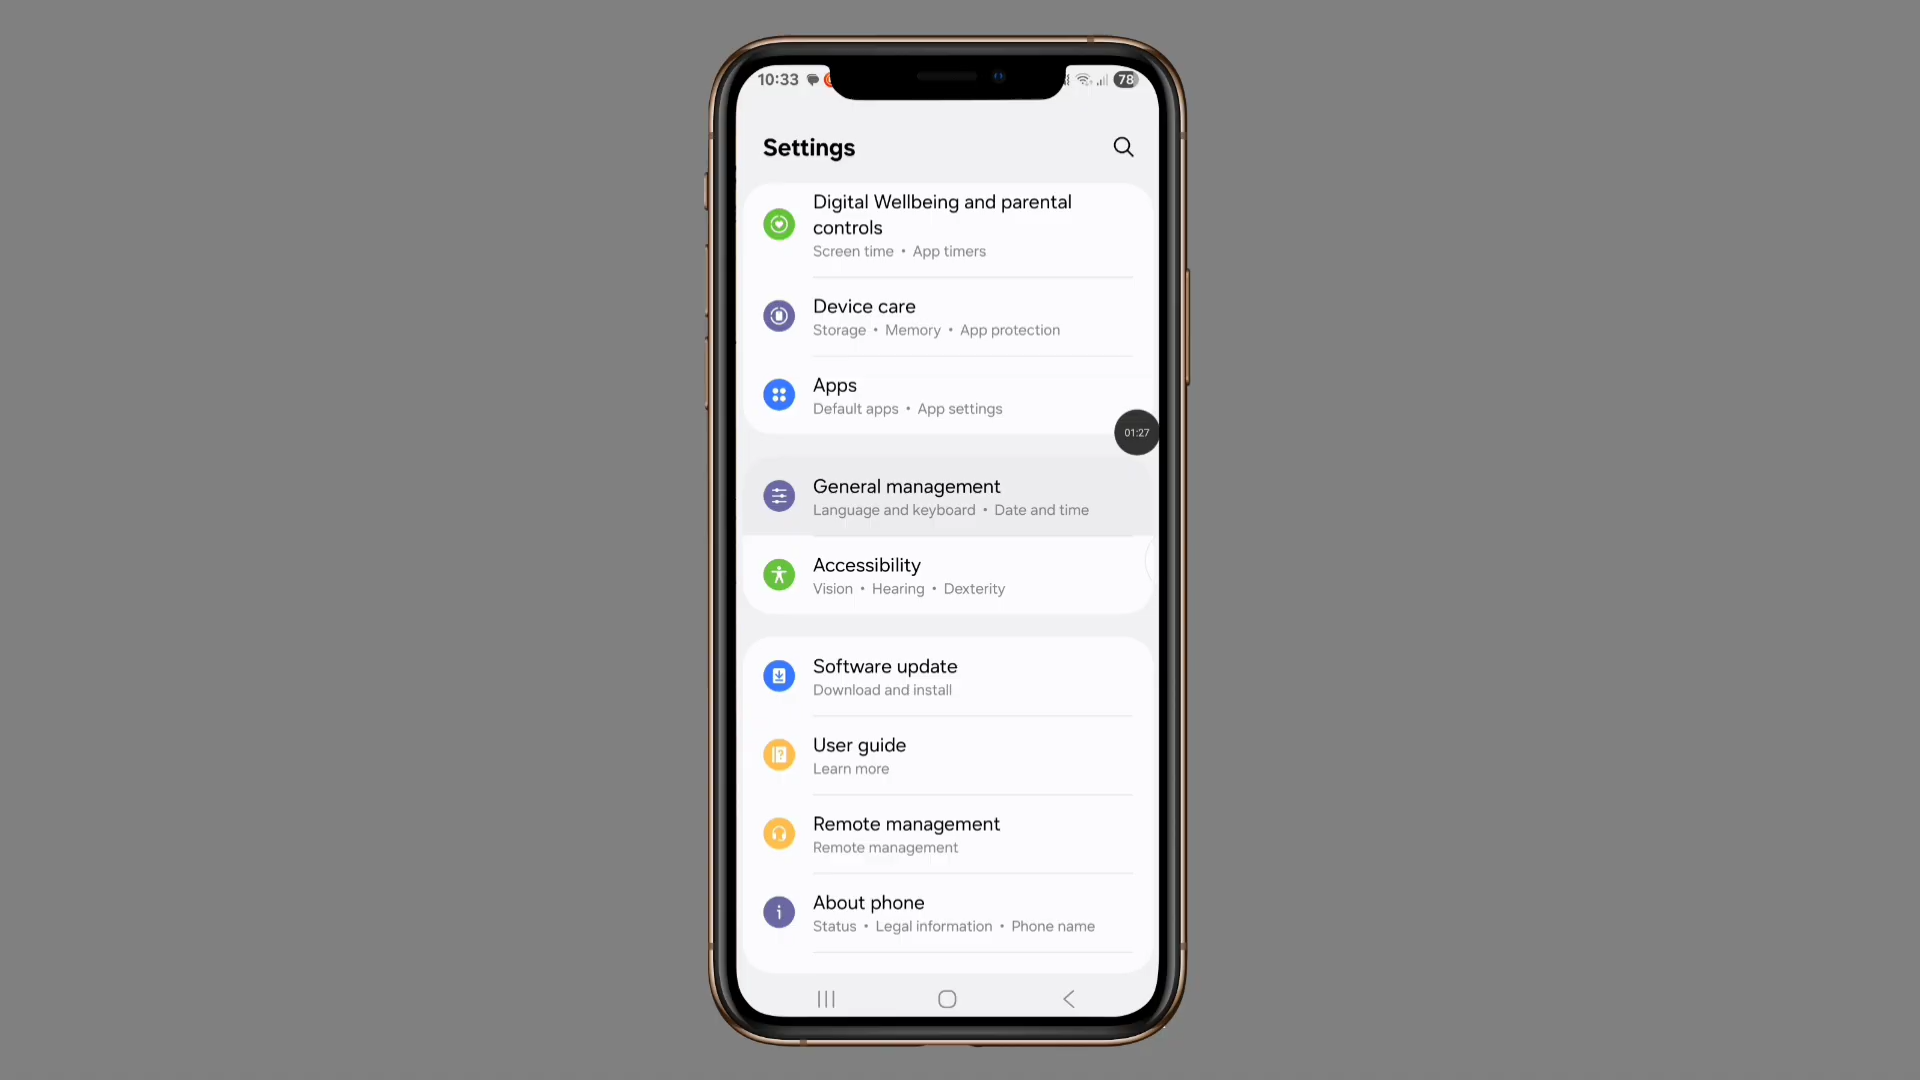 10:33
78
Settings
Digital Wellbeing and parental
controls
Screen time • App timers
Device care
Storage • Memory • App protection
Apps
Default apps • App settings
01:27
General management
Language and keyboard • Date and time
Accessibility
Vision • Hearing • Dexterity
Software update
Download and install
User guide
Learn more
Remote management
Remote management
About phone
Status • Legal information • Phone name